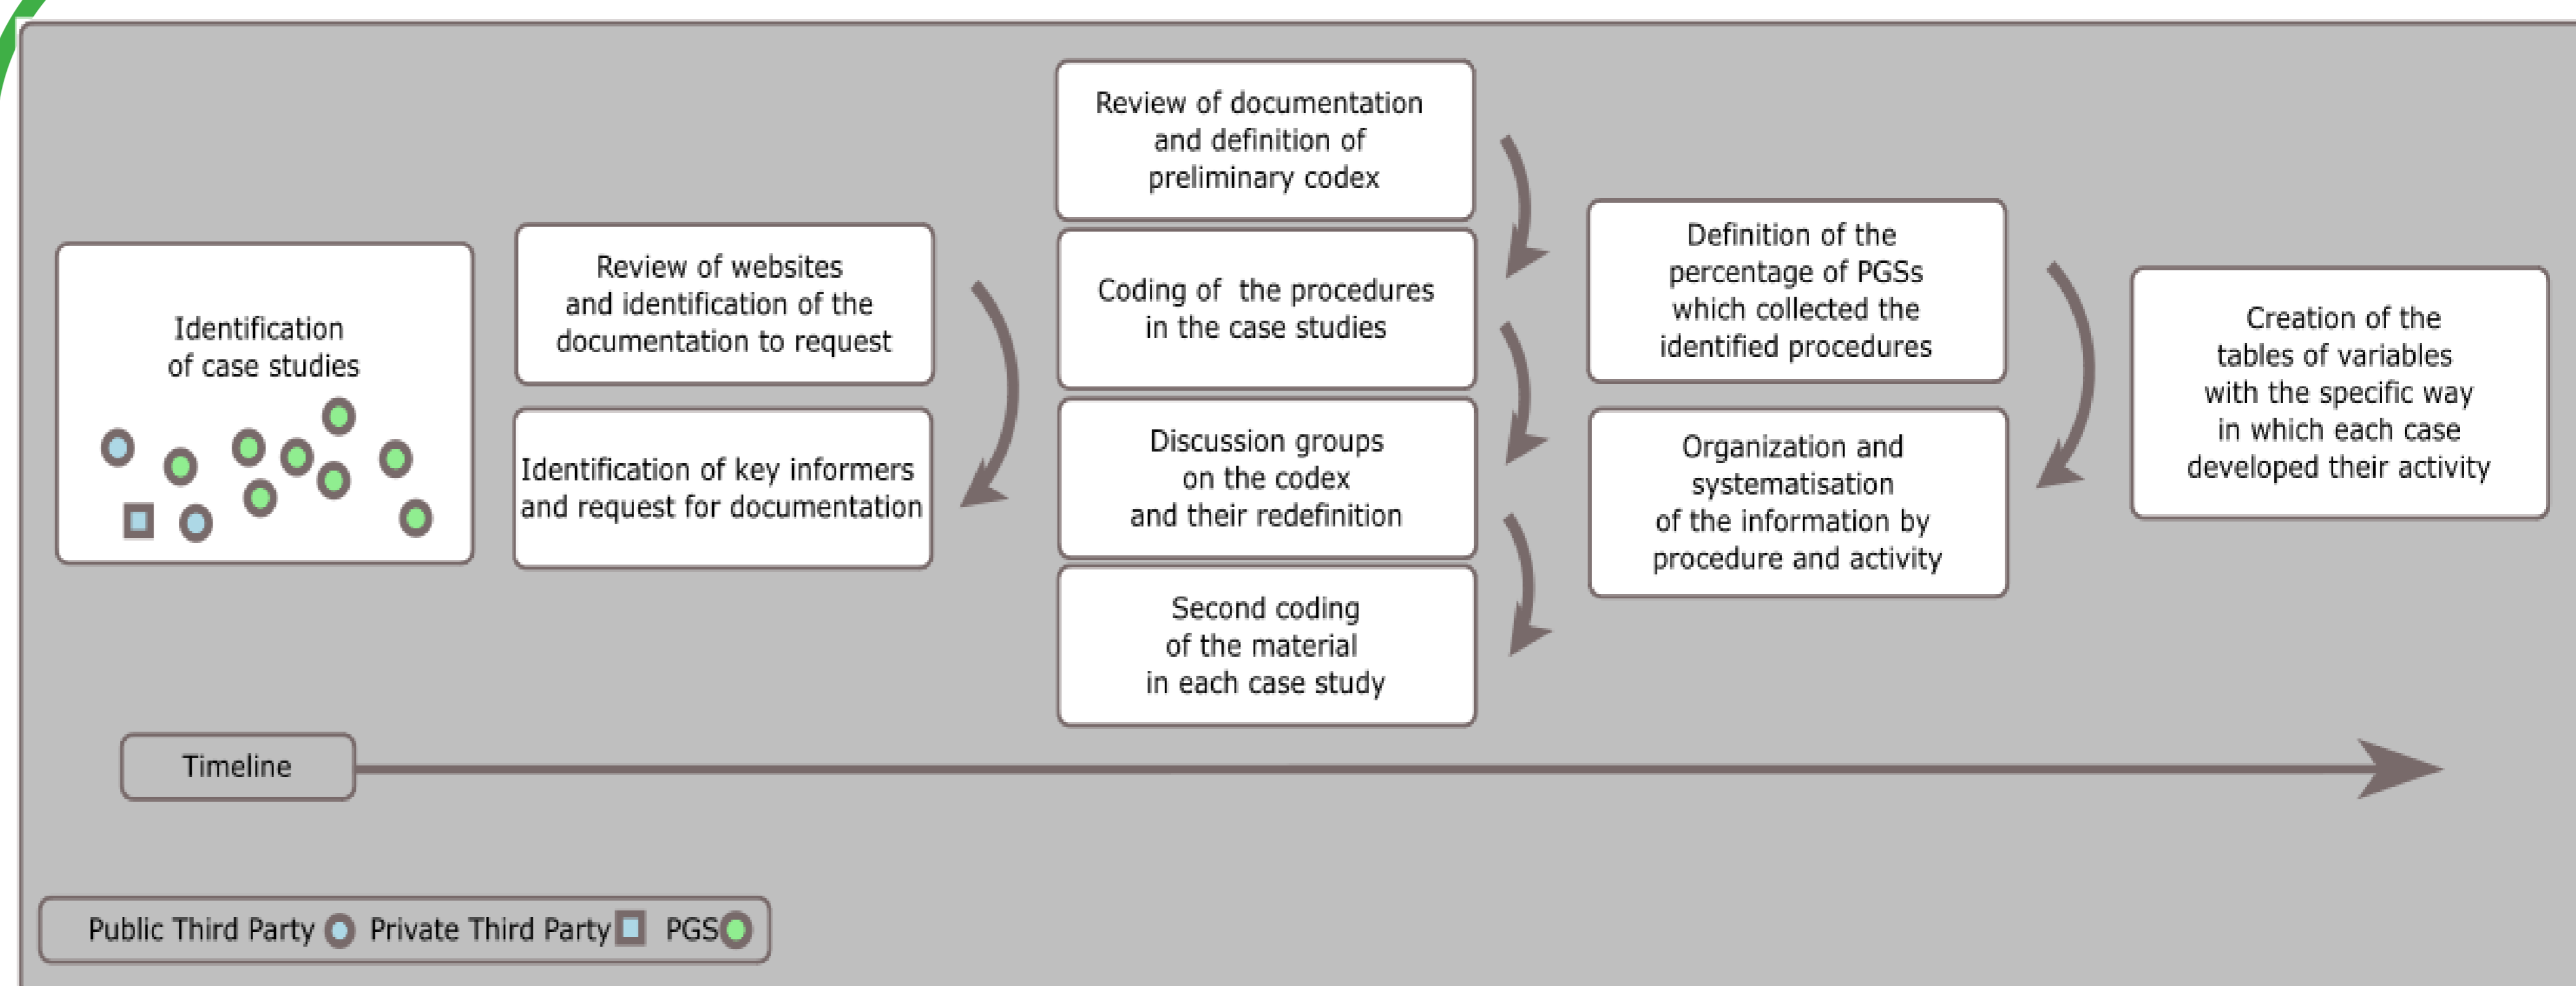 Identification
of case studies
Review of websites
and identification of the
documentation to request
Identification of key informers
and request for documentation
Review of documentation
and definition of
preliminary codex
Coding of  the procedures
in the case studies
Discussion groups
on the codex
and their redefinition
Second coding
of the material
in each case study
Definition of the
percentage of PGSs
which collected the
identified procedures
Organization and
systematisation
of the information by
procedure and activity
Creation of the
tables of variables
with the specific way
in which each case
developed their activity
Timeline
Public Third Party Private Third Party PGS